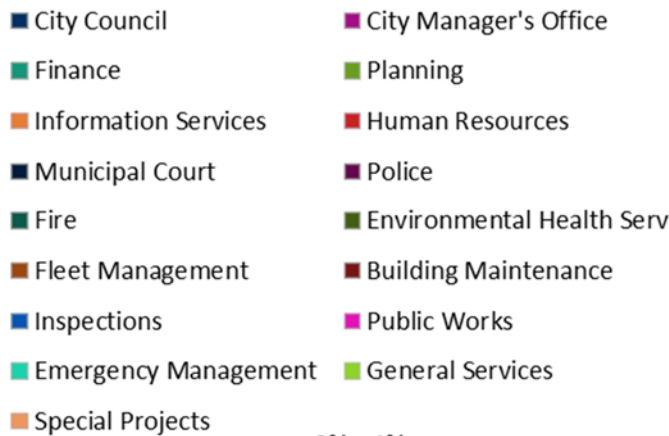 City Council City Manager's Office
Finance Planning
Information Services Human Resources
Municipal Court Police
Fire Environmental Health Serv
Fleet Management Building Maintenance
Inspections Public Works
Emergency Management General Services
Special Projects